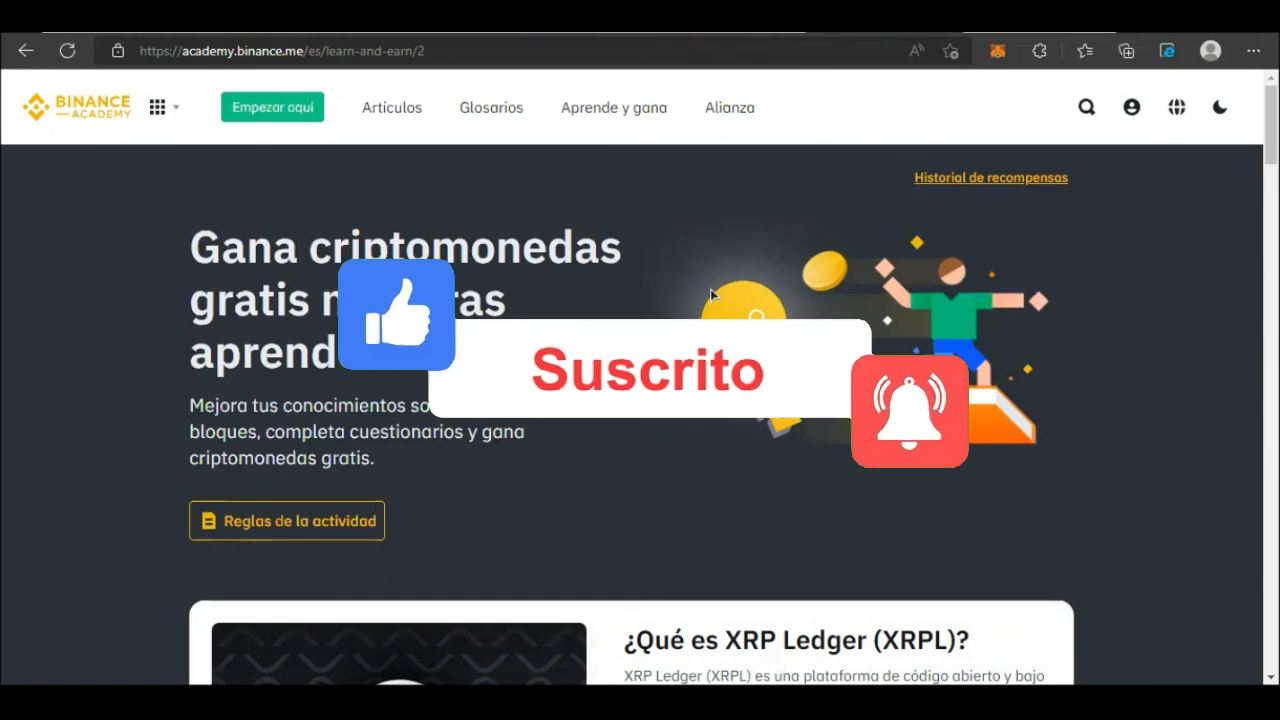 https://academy.binance.me/es/learn-and-earn/2
BINANCE
ACADEMY
Empezar aquí
Artículos
Glosarios
Aprende y gana
Alianza
Historial de recompensas
Gana criptomonedas
gratis
aprend
Suscrito
Mejora tus conocimientos
bloques, completa cuestionarios y gana
criptomonedas gratis.
Reglas de la actividad
¿Qué es XRP Ledger (XRPL)?
XRP Ledger (XRPL) es una plataforma de código abierto y bajo